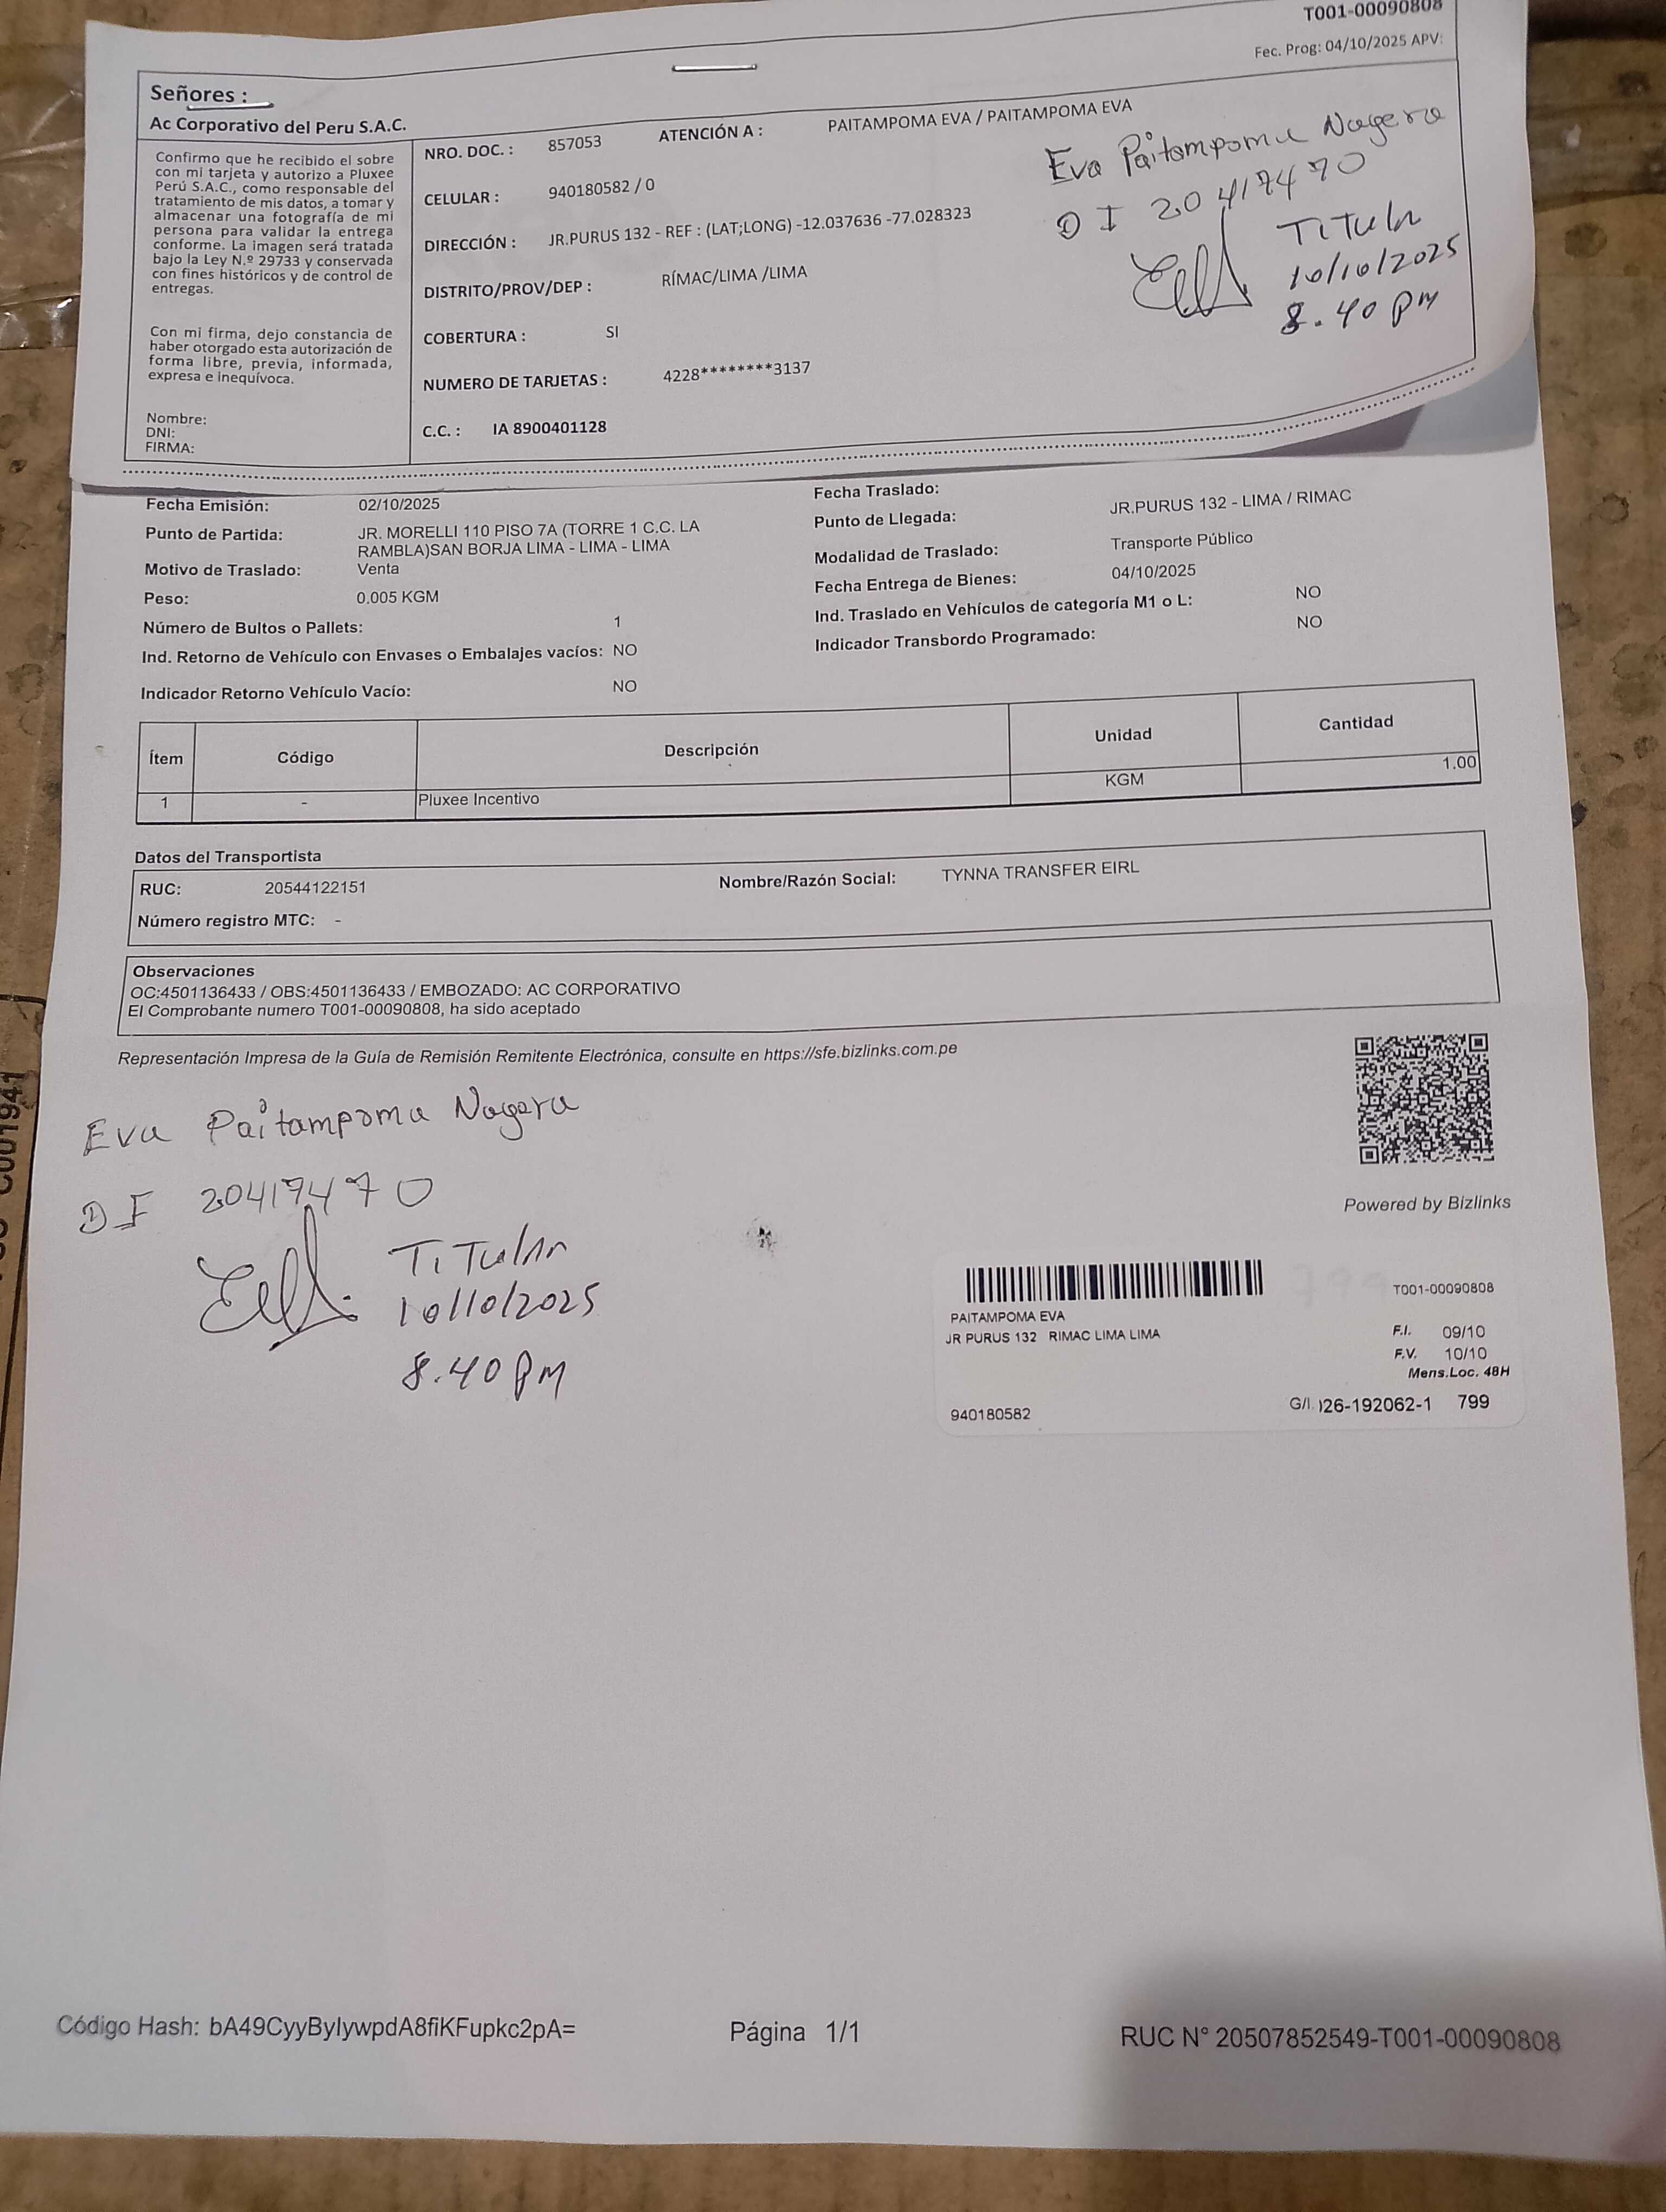 T001-00090808
Fec. Prog: 04/10/2025 APV:
Señores :
Ac Corporativo del Peru S.A.C.
Confirmo que he recibido el sobre
con mi tarjeta y autorizo a Pluxee
Perú S.A.C., como responsable del
tratamiento de mis datos, a tomar y
almacenar una fotografía de mi
persona para validar la entrega
conforme. La imagen será tratada
bajo la Ley N.º 29733 y conservada
con fines históricos y de control de
entregas.
Con mi firma, dejo constancia de
haber otorgado esta autorización de
forma libre, previa, informada,
expresa e inequívoca.
Nombre:
DNI:
FIRMA:
NRO. DOC. : 857053 ATENCIÓN A : PAITAMPOMA EVA / PAITAMPOMA EVA
CELULAR : 940180582 / 0
DIRECCIÓN : JR.PURUS 132 - REF : (LAT;LONG) -12.037636 -77.028323
DISTRITO/PROV/DEP : RÍMAC/LIMA /LIMA
COBERTURA : SI
NUMERO DE TARJETAS : 4228********3137
C.C. : IA 8900401128
Eva Paitampoma Nagera
DI 20417470
Titular
10/10/2025
8.40 PM
Fecha Emisión: 02/10/2025
Punto de Partida: JR. MORELLI 110 PISO 7A (TORRE 1 C.C. LA
RAMBLA)SAN BORJA LIMA - LIMA - LIMA
Motivo de Traslado: Venta
Peso: 0.005 KGM
Número de Bultos o Pallets: 1
Ind. Retorno de Vehículo con Envases o Embalajes vacíos: NO
Indicador Retorno Vehículo Vacío: NO
Fecha Traslado:
Punto de Llegada: JR.PURUS 132 - LIMA / RIMAC
Modalidad de Traslado: Transporte Público
Fecha Entrega de Bienes: 04/10/2025
Ind. Traslado en Vehículos de categoría M1 o L: NO
Indicador Transbordo Programado: NO
Ítem Código Descripción Unidad Cantidad
1 - Pluxee Incentivo KGM 1.00
Datos del Transportista
RUC: 20544122151 Nombre/Razón Social: TYNNA TRANSFER EIRL
Número registro MTC: -
Observaciones
OC:4501136433 / OBS:4501136433 / EMBOZADO: AC CORPORATIVO
El Comprobante numero T001-00090808, ha sido aceptado
Representación Impresa de la Guía de Remisión Remitente Electrónica, consulte en https://sfe.bizlinks.com.pe
Eva Paitampoma Nagera
DI 20417470
Titular
10/10/2025
8.40 PM
Powered by Bizlinks
T001-00090808
PAITAMPOMA EVA
JR PURUS 132 RIMAC LIMA LIMA
F.I. 09/10
F.V. 10/10
Mens.Loc. 48H
940180582
G/I. 026-192062-1 799
Código Hash: bA49CyyBylywpdA8fiKFupkc2pA=
Página 1/1
RUC N° 20507852549-T001-00090808